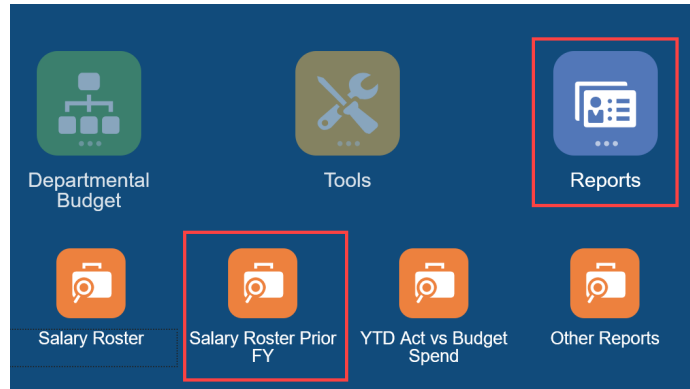 Departmental
Budget
Tools
Reports
Salary Roster
Salary Roster Prior
FY
YTD Act vs Budget
Spend
Other Reports